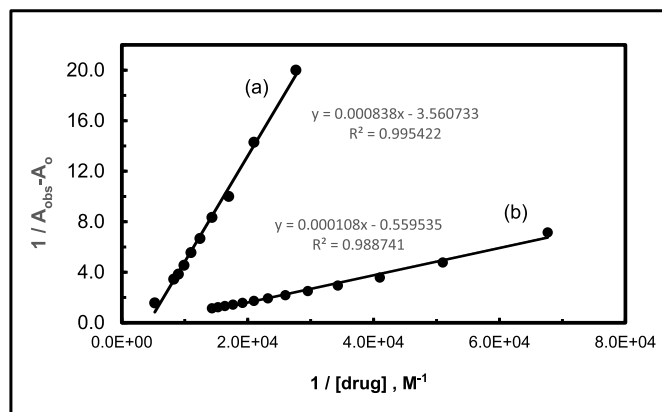 20.0
16.0
12.0
8.0
4.0
0.0
(a)
y = 0.000838x - 3.560733
R² = 0.995422
y = 0.000108x - 0.559535
R² = 0.988741
(b)
0.0E+00 2.0E+04 4.0E+04 6.0E+04 8.0E+04
1 / [drug] , M⁻¹
1 / Aobs-Ao